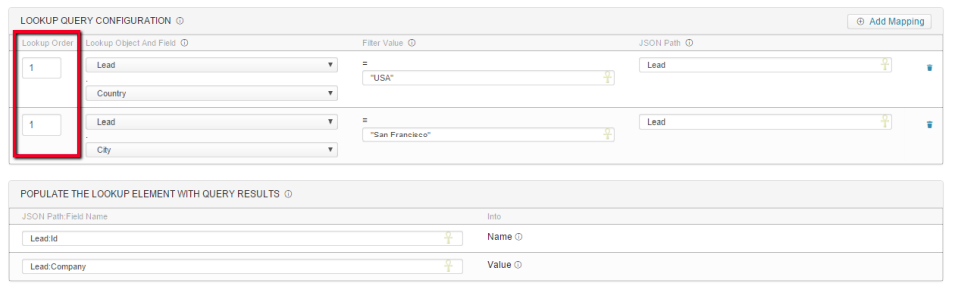 LOOKUP QUERY CONFIGURATION
Add Mapping
Lookup Order Lookup Object And Field Filter Value JSON Path
1 Lead = Lead
"USA"
.
Country
1 Lead = Lead
"San Francisco"
.
City
POPULATE THE LOOKUP ELEMENT WITH QUERY RESULTS
JSON Path:Field Name Into
Lead:Id Name
Lead:Company Value